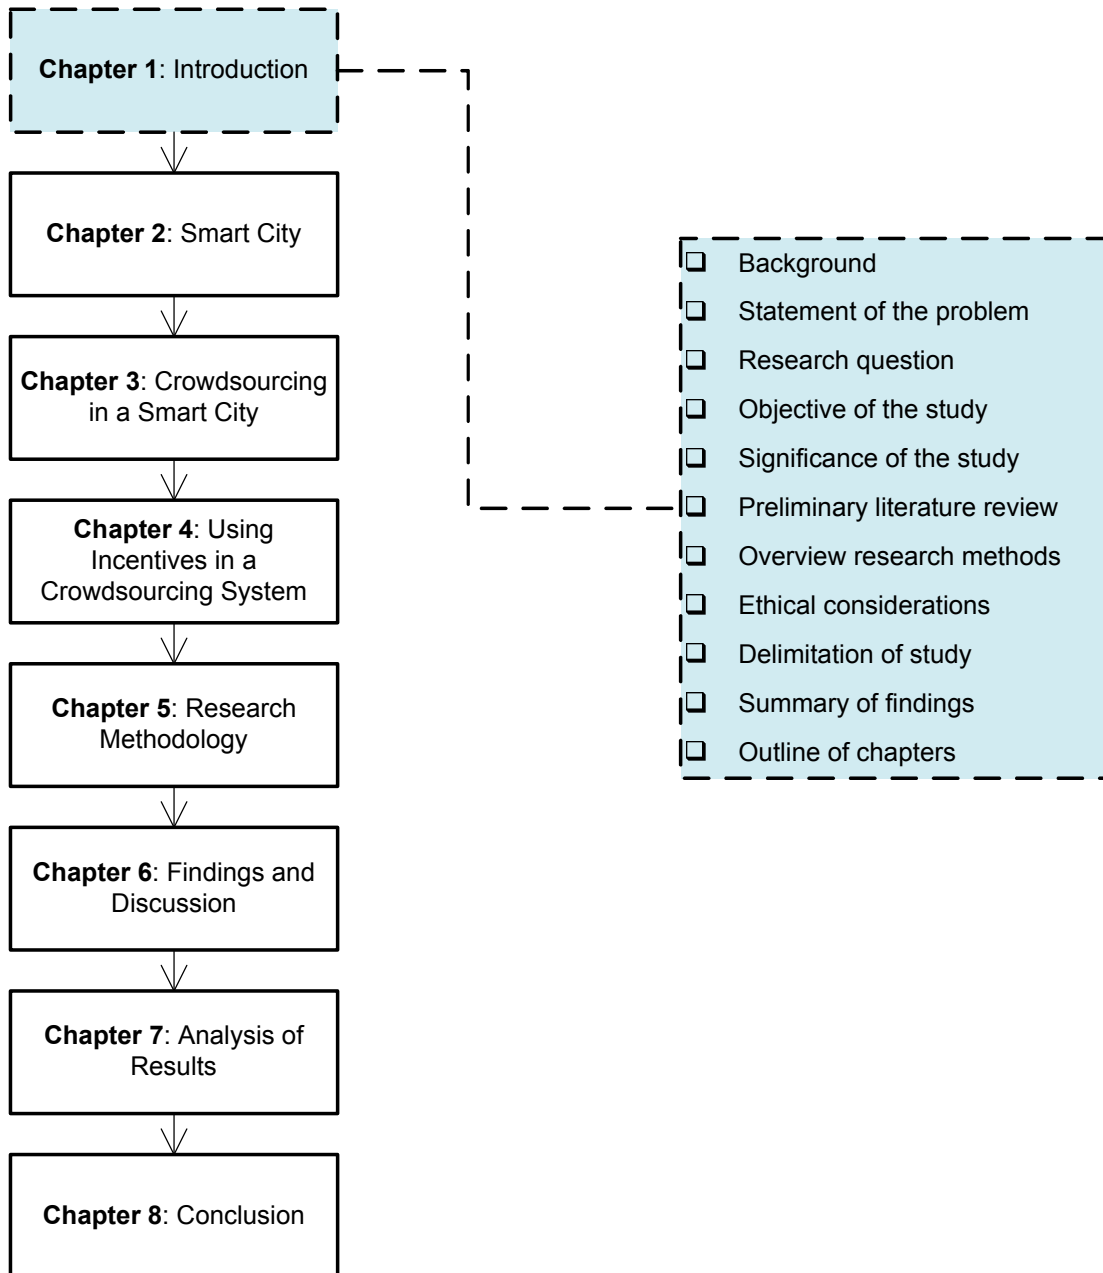 Chapter 1: Introduction
Chapter 2: Smart City
Chapter 3: Crowdsourcing
in a Smart City
Chapter 4: Using
Incentives in a
Crowdsourcing System
Chapter 5: Research
Methodology
Chapter 6: Findings and
Discussion
Chapter 7: Analysis of
Results
Chapter 8: Conclusion
Background
Statement of the problem
Research question
Objective of the study
Significance of the study
Preliminary literature review
Overview research methods
Ethical considerations
Delimitation of study
Summary of findings
Outline of chapters